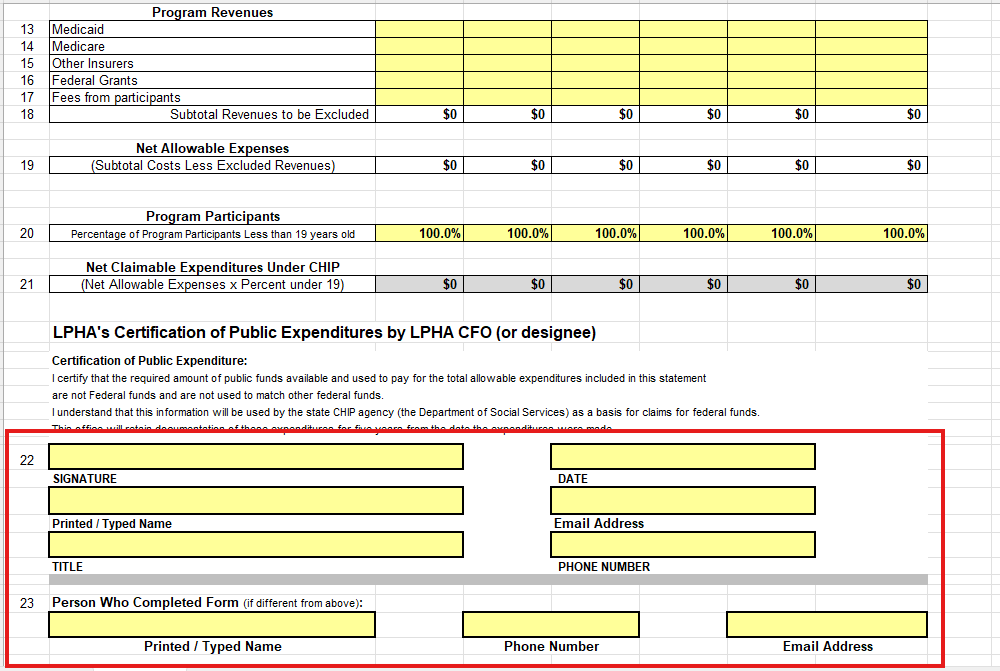 Program Revenues
13 Medicaid
14 Medicare
15 Other Insurers
16 Federal Grants
17 Fees from participants
18 Subtotal Revenues to be Excluded $0 $0 $0 $0 $0 $0
Net Allowable Expenses
19 (Subtotal Costs Less Excluded Revenues) $0 $0 $0 $0 $0 $0
Program Participants
20 Percentage of Program Participants Less than 19 years old 100.0% 100.0% 100.0% 100.0% 100.0% 100.0%
Net Claimable Expenditures Under CHIP
21 (Net Allowable Expenses x Percent under 19) $0 $0 $0 $0 $0 $0
LPHA's Certification of Public Expenditures by LPHA CFO (or designee)
Certification of Public Expenditure:
I certify that the required amount of public funds available and used to pay for the total allowable expenditures included in this statement
are not Federal funds and are not used to match other federal funds.
I understand that this information will be used by the state CHIP agency (the Department of Social Services) as a basis for claims for federal funds.
This office will retain documentation of these expenditures for five years from the date the expenditures were made.
22
SIGNATURE DATE
Printed / Typed Name Email Address
TITLE PHONE NUMBER
23 Person Who Completed Form (if different from above):
Printed / Typed Name Phone Number Email Address